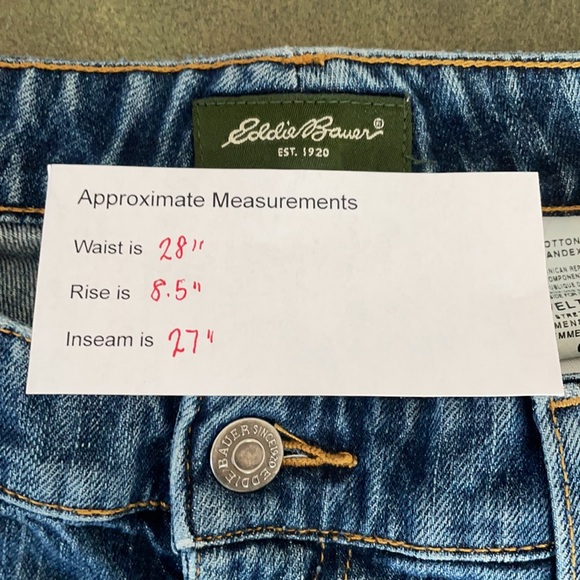 Eddie Bauer®
EST. 1920
Approximate Measurements
Waist is 28"
Rise is 8.5"
Inseam is 27"
EDDIE BAUER SINCE 1920